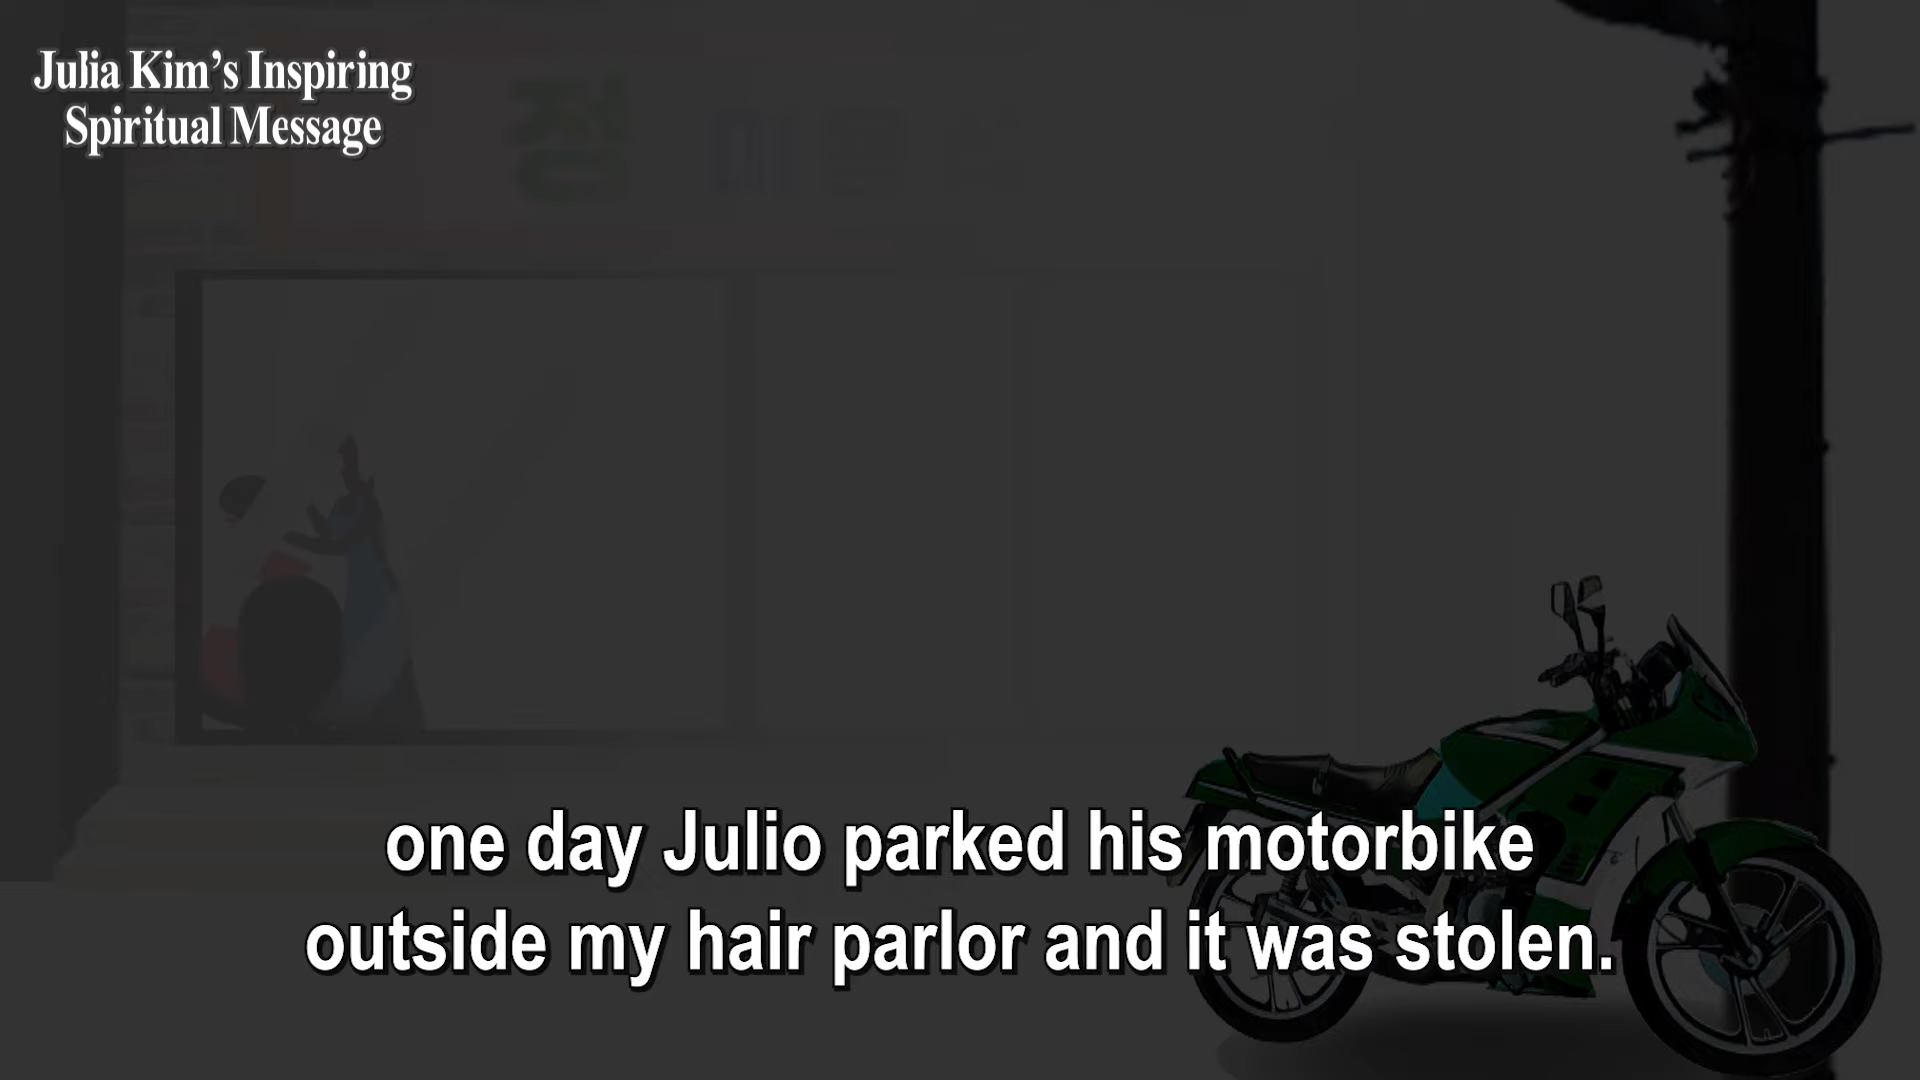 Julia Kim’s Inspiring
Spiritual Message
정
one day Julio parked his motorbike
outside my hair parlor and it was stolen.